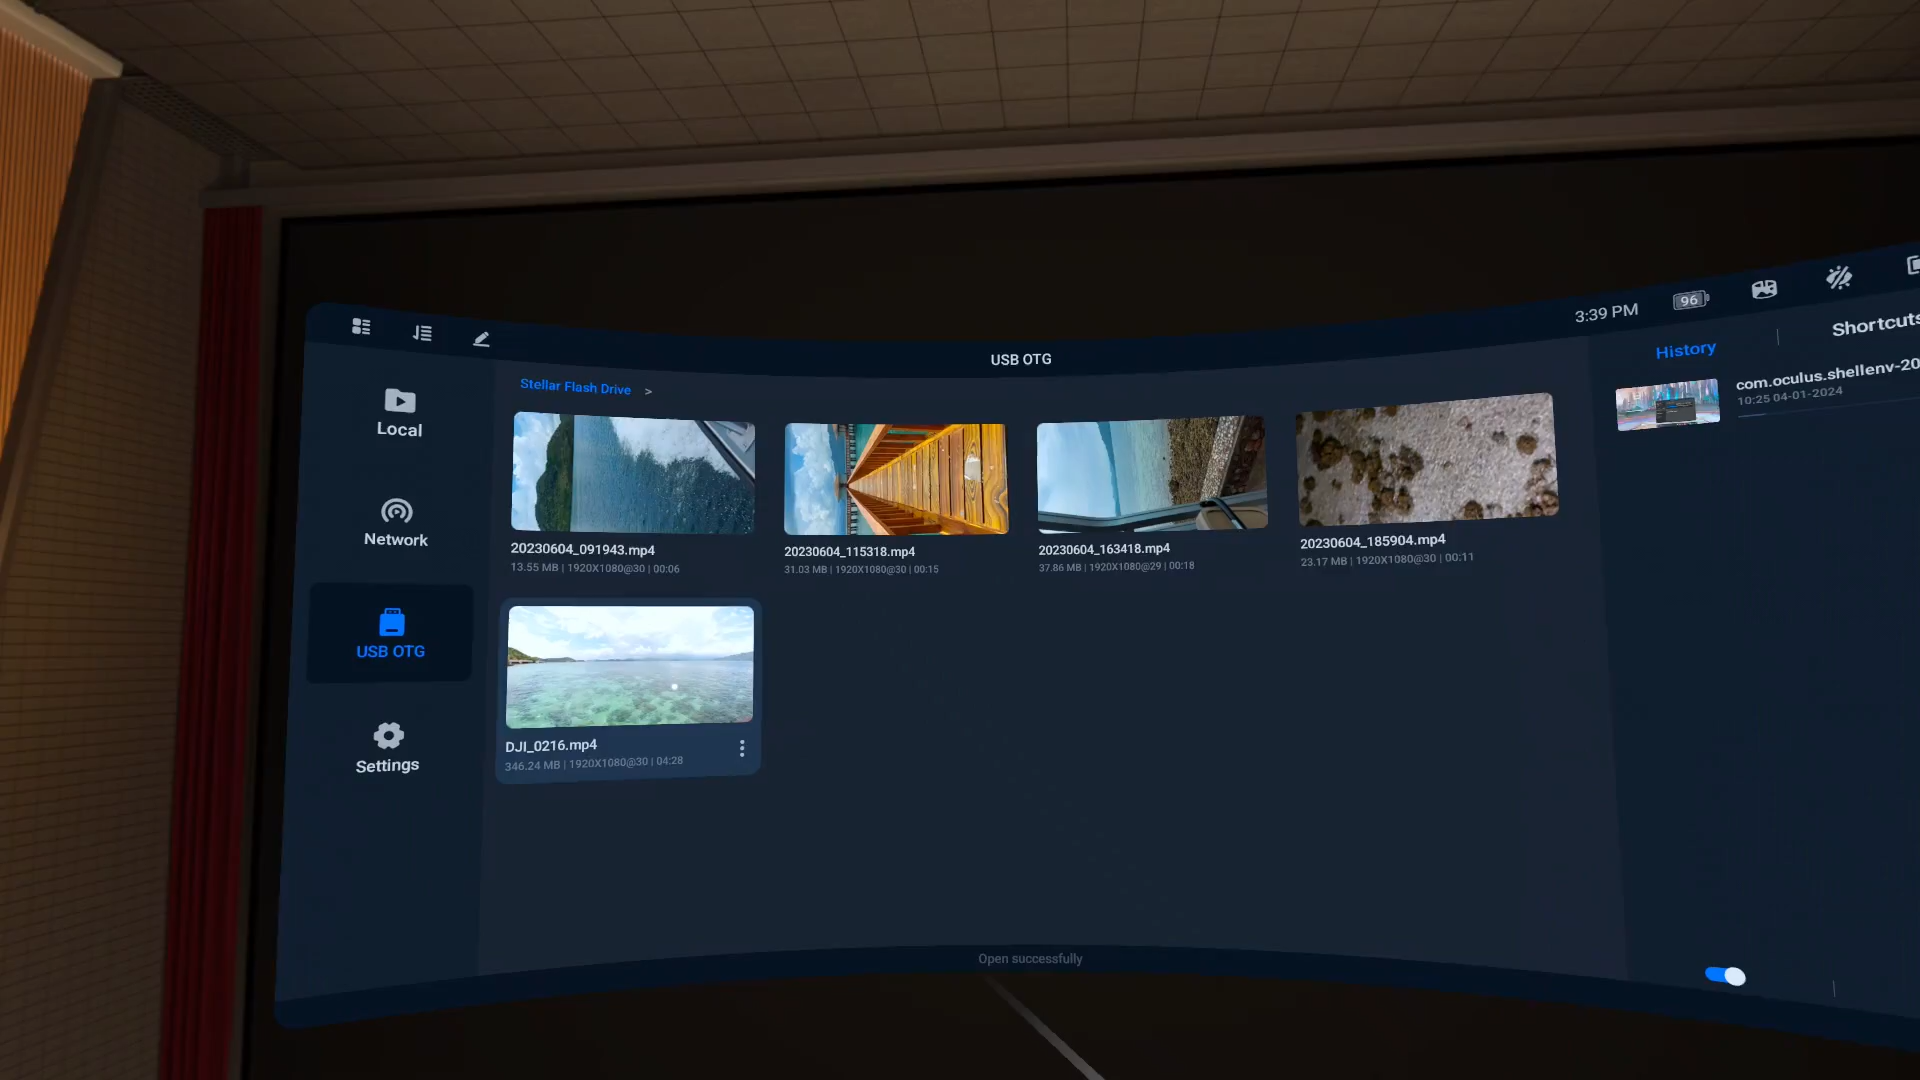 USB OTG
3:39 PM
96
Local
Network
USB OTG
Settings
Stellar Flash Drive >
20230604_091943.mp4
13.55 MB | 1920X1080@30 | 00:06
20230604_115318.mp4
31.03 MB | 1920X1080@30 | 00:15
20230604_163418.mp4
37.86 MB | 1920X1080@29 | 00:18
20230604_185904.mp4
23.17 MB | 1920X1080@30 | 00:11
DJI_0216.mp4
346.24 MB | 1920X1080@30 | 04:28
Open successfully
History
Shortcuts
com.oculus.shellenv-20
10:25 04-01-2024